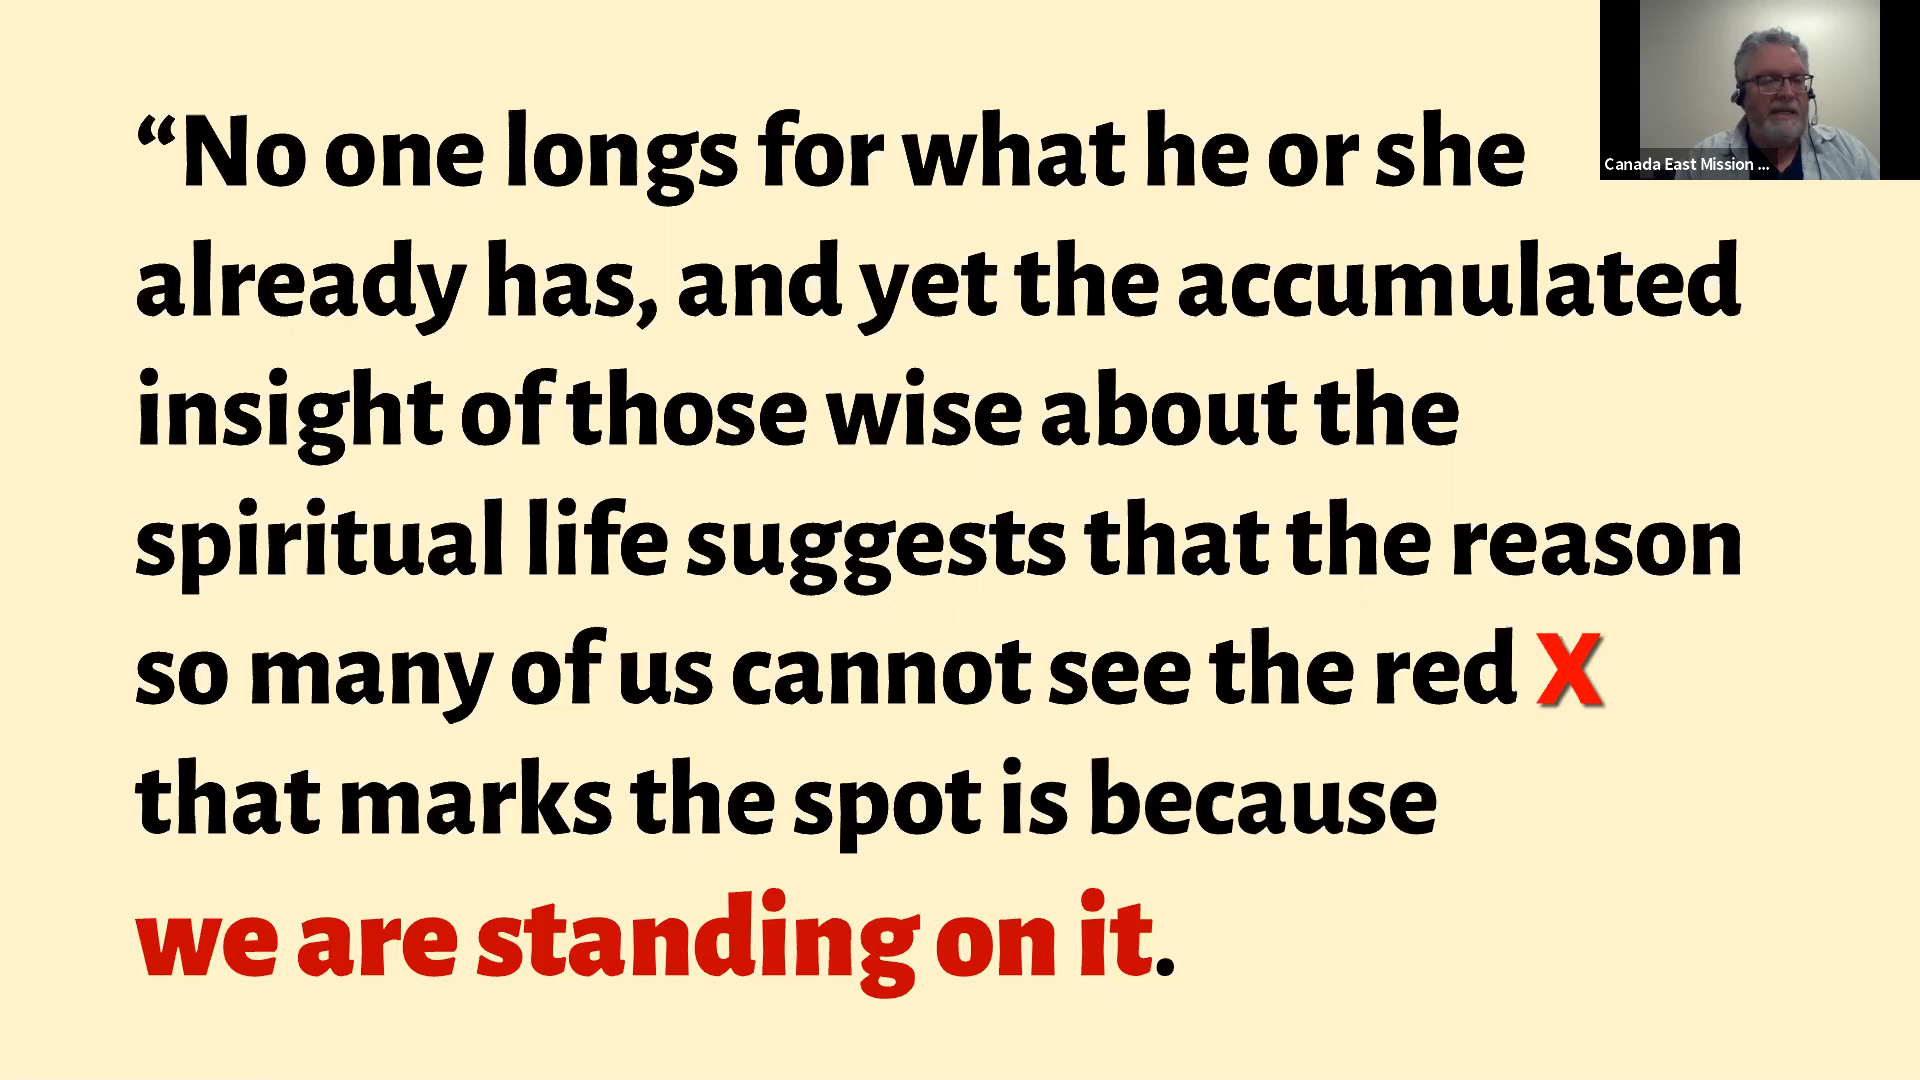 “No one longs for what he or she
already has, and yet the accumulated
insight of those wise about the
spiritual life suggests that the reason
so many of us cannot see the red X
that marks the spot is because
we are standing on it.
Canada East Mission ...